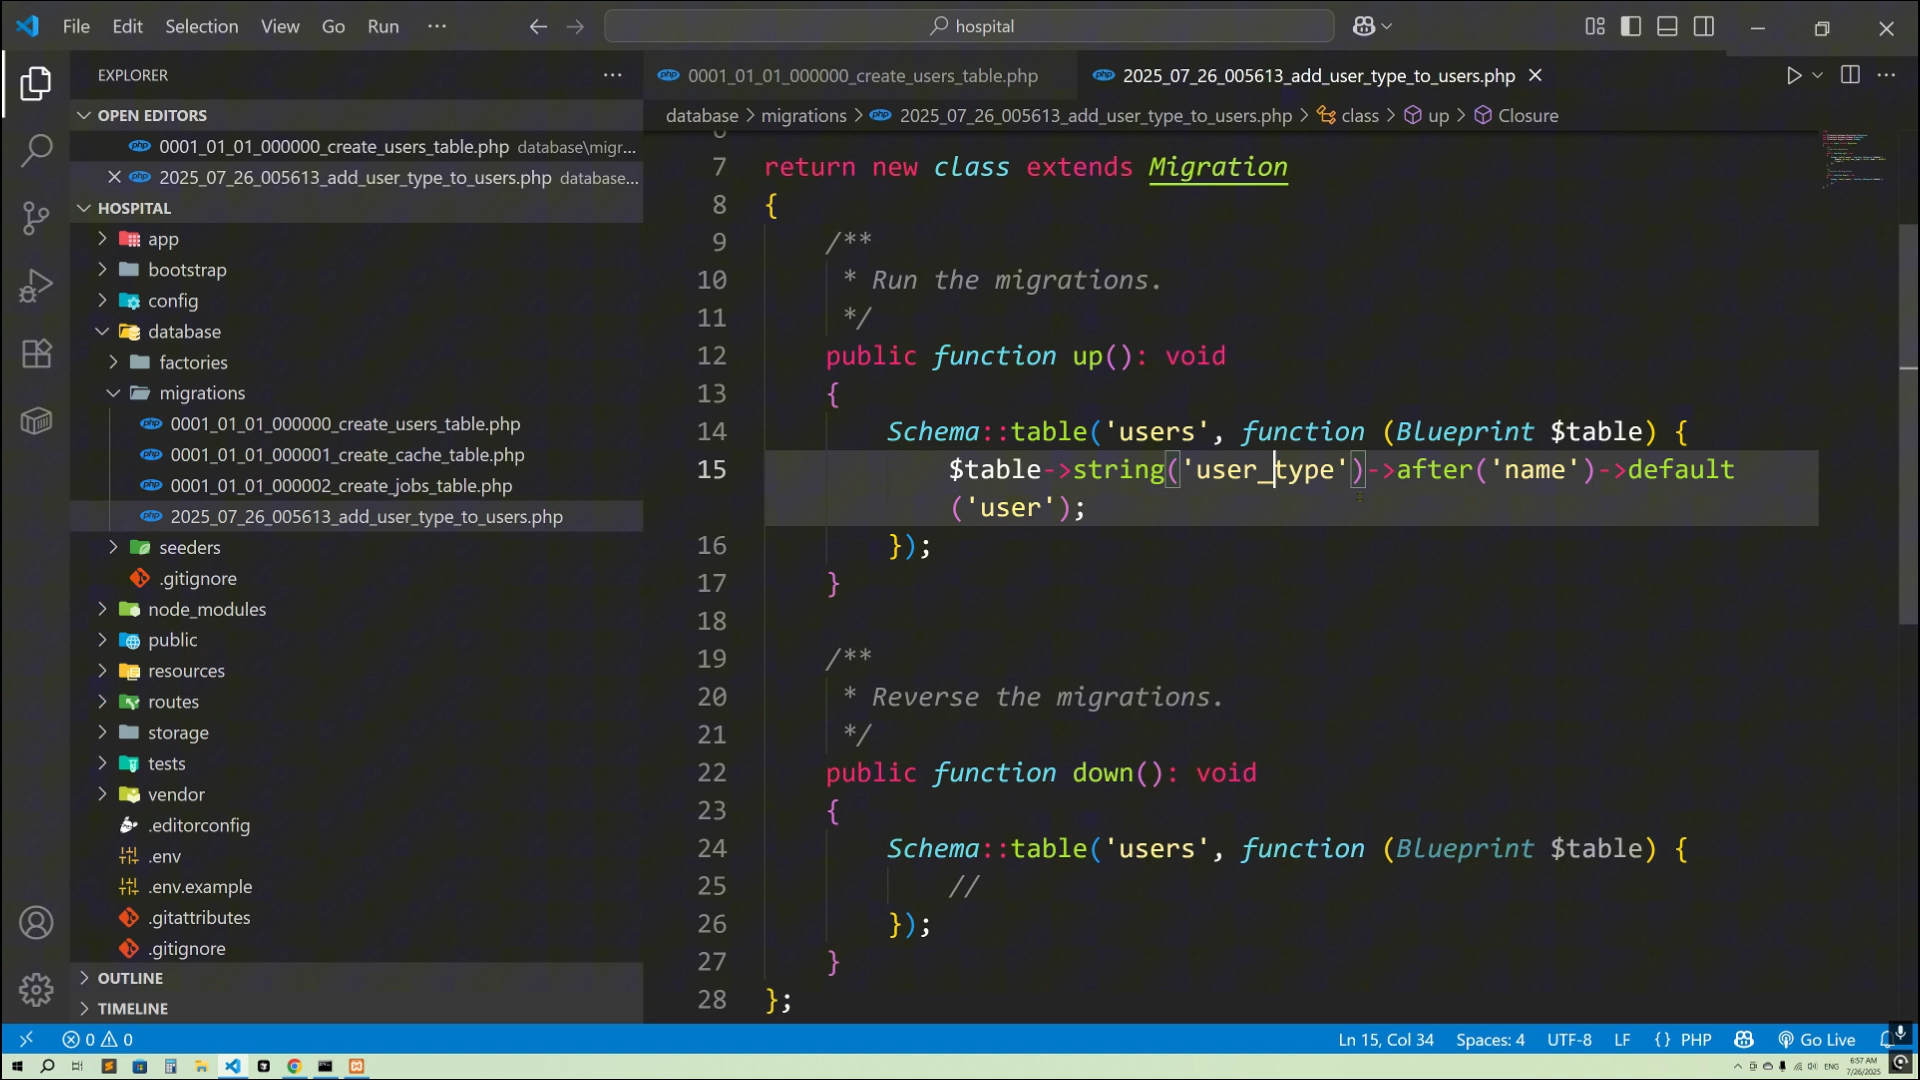 File Edit Selection View Go Run ··· hospital
EXPLORER
OPEN EDITORS
0001_01_01_000000_create_users_table.php database\migr...
2025_07_26_005613_add_user_type_to_users.php database...
HOSPITAL
app
bootstrap
config
database
factories
migrations
0001_01_01_000000_create_users_table.php
0001_01_01_000001_create_cache_table.php
0001_01_01_000002_create_jobs_table.php
2025_07_26_005613_add_user_type_to_users.php
seeders
.gitignore
node_modules
public
resources
routes
storage
tests
vendor
.editorconfig
.env
.env.example
.gitattributes
.gitignore
OUTLINE
TIMELINE
0001_01_01_000000_create_users_table.php 2025_07_26_005613_add_user_type_to_users.php
database > migrations > 2025_07_26_005613_add_user_type_to_users.php > class > up > Closure
7 return new class extends Migration
8 {
9 /**
10 * Run the migrations.
11 */
12 public function up(): void
13 {
14 Schema::table('users', function (Blueprint $table) {
15 $table->string('user_type')->after('name')->default
('user');
16 });
17 }
18
19 /**
20 * Reverse the migrations.
21 */
22 public function down(): void
23 {
24 Schema::table('users', function (Blueprint $table) {
25 //
26 });
27 }
28 };
0 0 Ln 15, Col 34 Spaces: 4 UTF-8 LF {} PHP Go Live
ENG 6:57 AM
7/26/2025